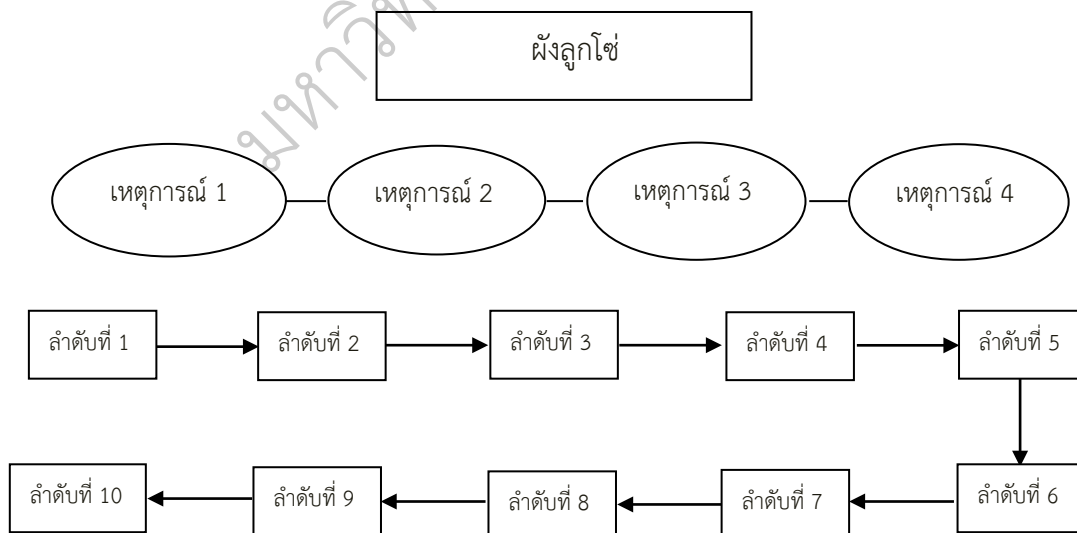 ผังลูกโซ่
มหาวิท
เหตุการณ์ 1
เหตุการณ์ 2
เหตุการณ์ 3
เหตุการณ์ 4
ลำดับที่ 1
ลำดับที่ 2
ลำดับที่ 3
ลำดับที่ 4
ลำดับที่ 5
ลำดับที่ 10
ลำดับที่ 9
ลำดับที่ 8
ลำดับที่ 7
ลำดับที่ 6